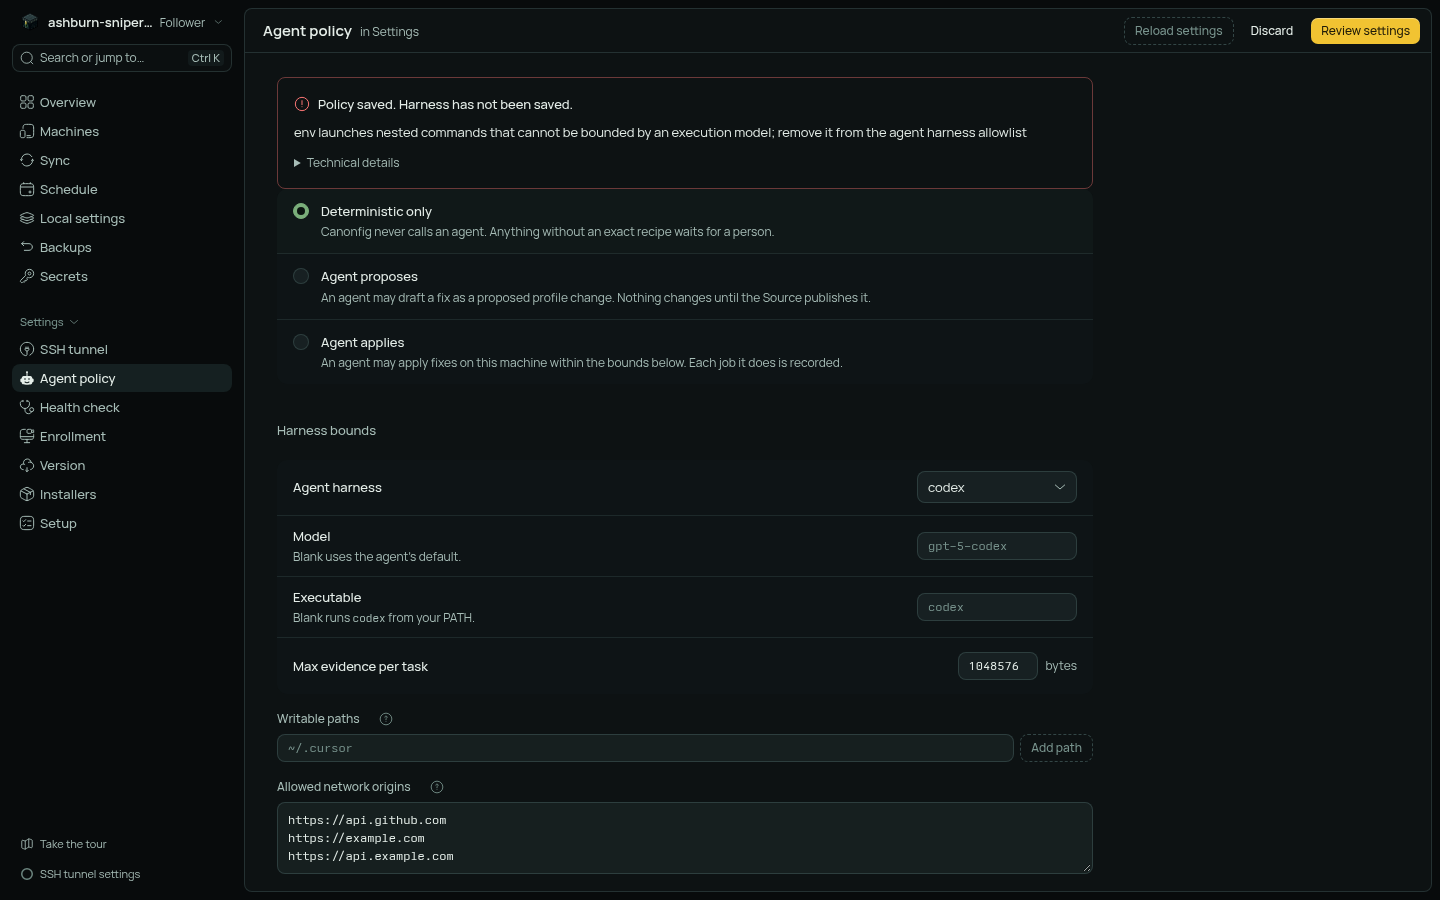 ashburn-sniper... Follower
Search or jump to... Ctrl K
Overview
Machines
Sync
Schedule
Local settings
Backups
Secrets
Settings
SSH tunnel
Agent policy
Health check
Enrollment
Version
Installers
Setup
Take the tour
SSH tunnel settings
Agent policy in Settings
Reload settings
Discard
Review settings
Policy saved. Harness has not been saved.
env launches nested commands that cannot be bounded by an execution model; remove it from the agent harness allowlist
Technical details
Deterministic only
Canonfig never calls an agent. Anything without an exact recipe waits for a person.
Agent proposes
An agent may draft a fix as a proposed profile change. Nothing changes until the Source publishes it.
Agent applies
An agent may apply fixes on this machine within the bounds below. Each job it does is recorded.
Harness bounds
Agent harness
codex
Model
Blank uses the agent's default.
gpt-5-codex
Executable
Blank runs codex from your PATH.
codex
Max evidence per task
1048576 bytes
Writable paths
~/.cursor
Add path
Allowed network origins
https://api.github.com
https://example.com
https://api.example.com